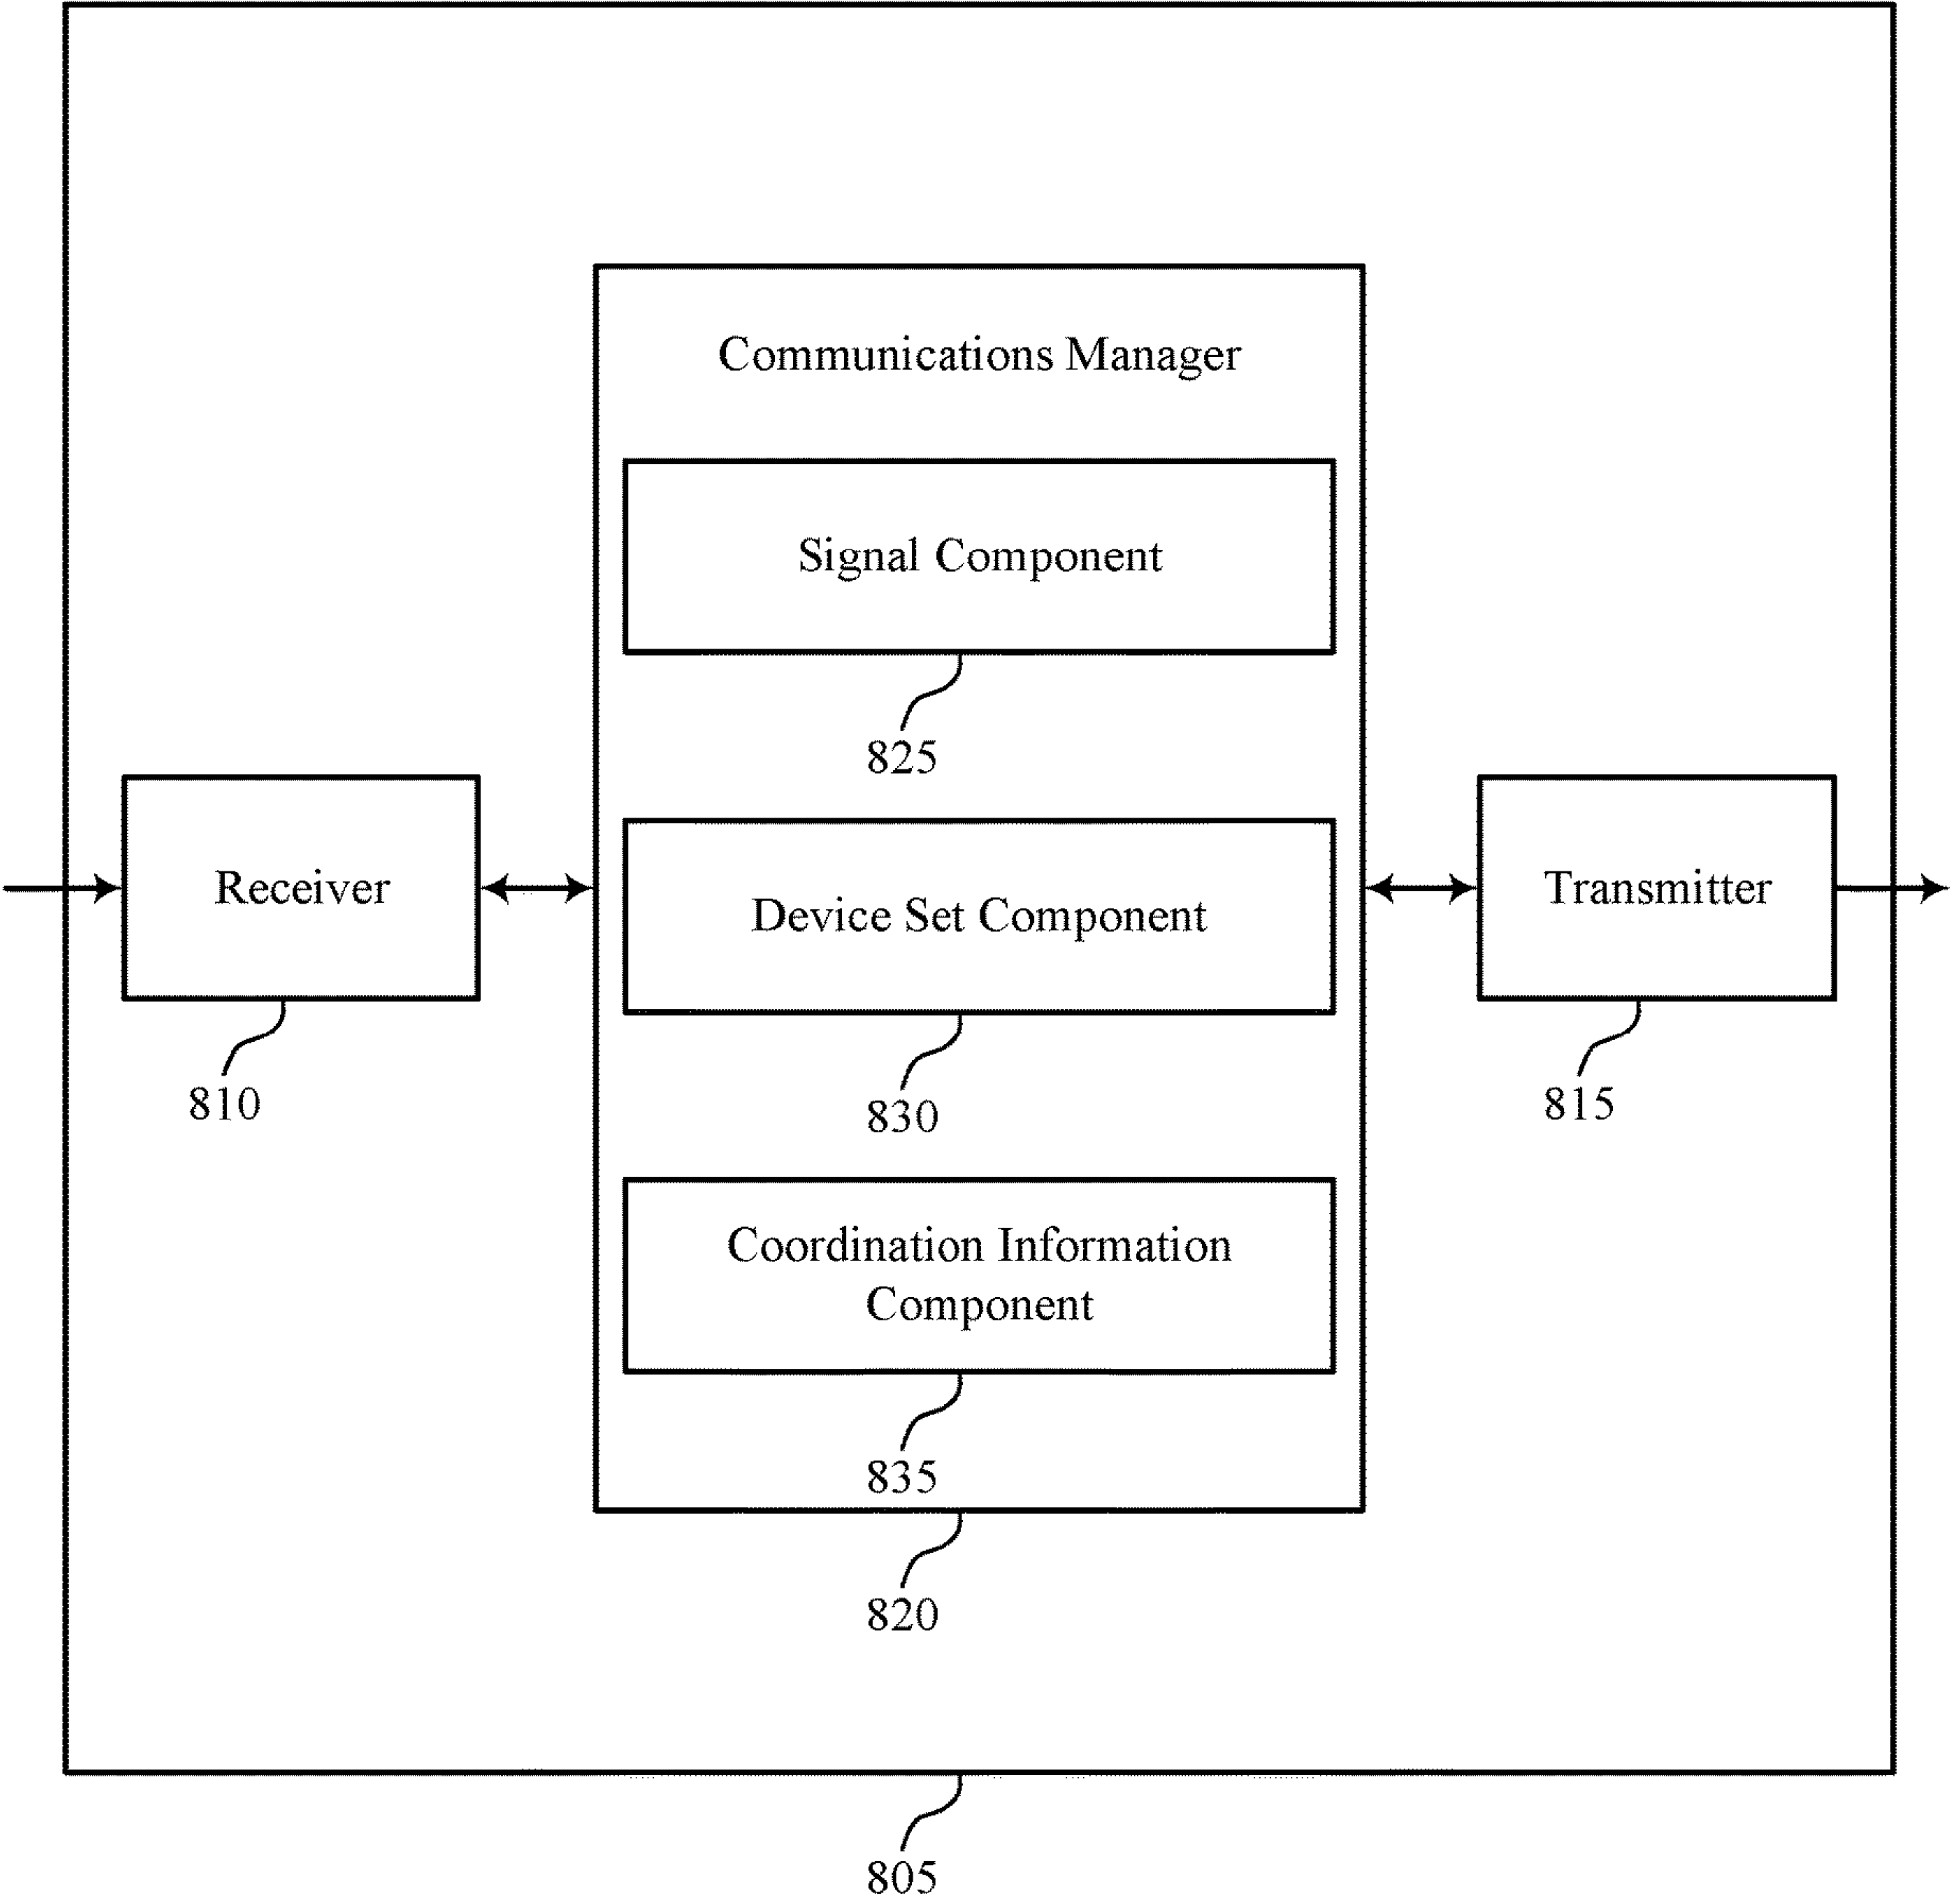 Communications Manager
Signal Component
825
Receiver
810
Device Set Component
830
Transmitter
815
Coordination Information
Component
835
820
805